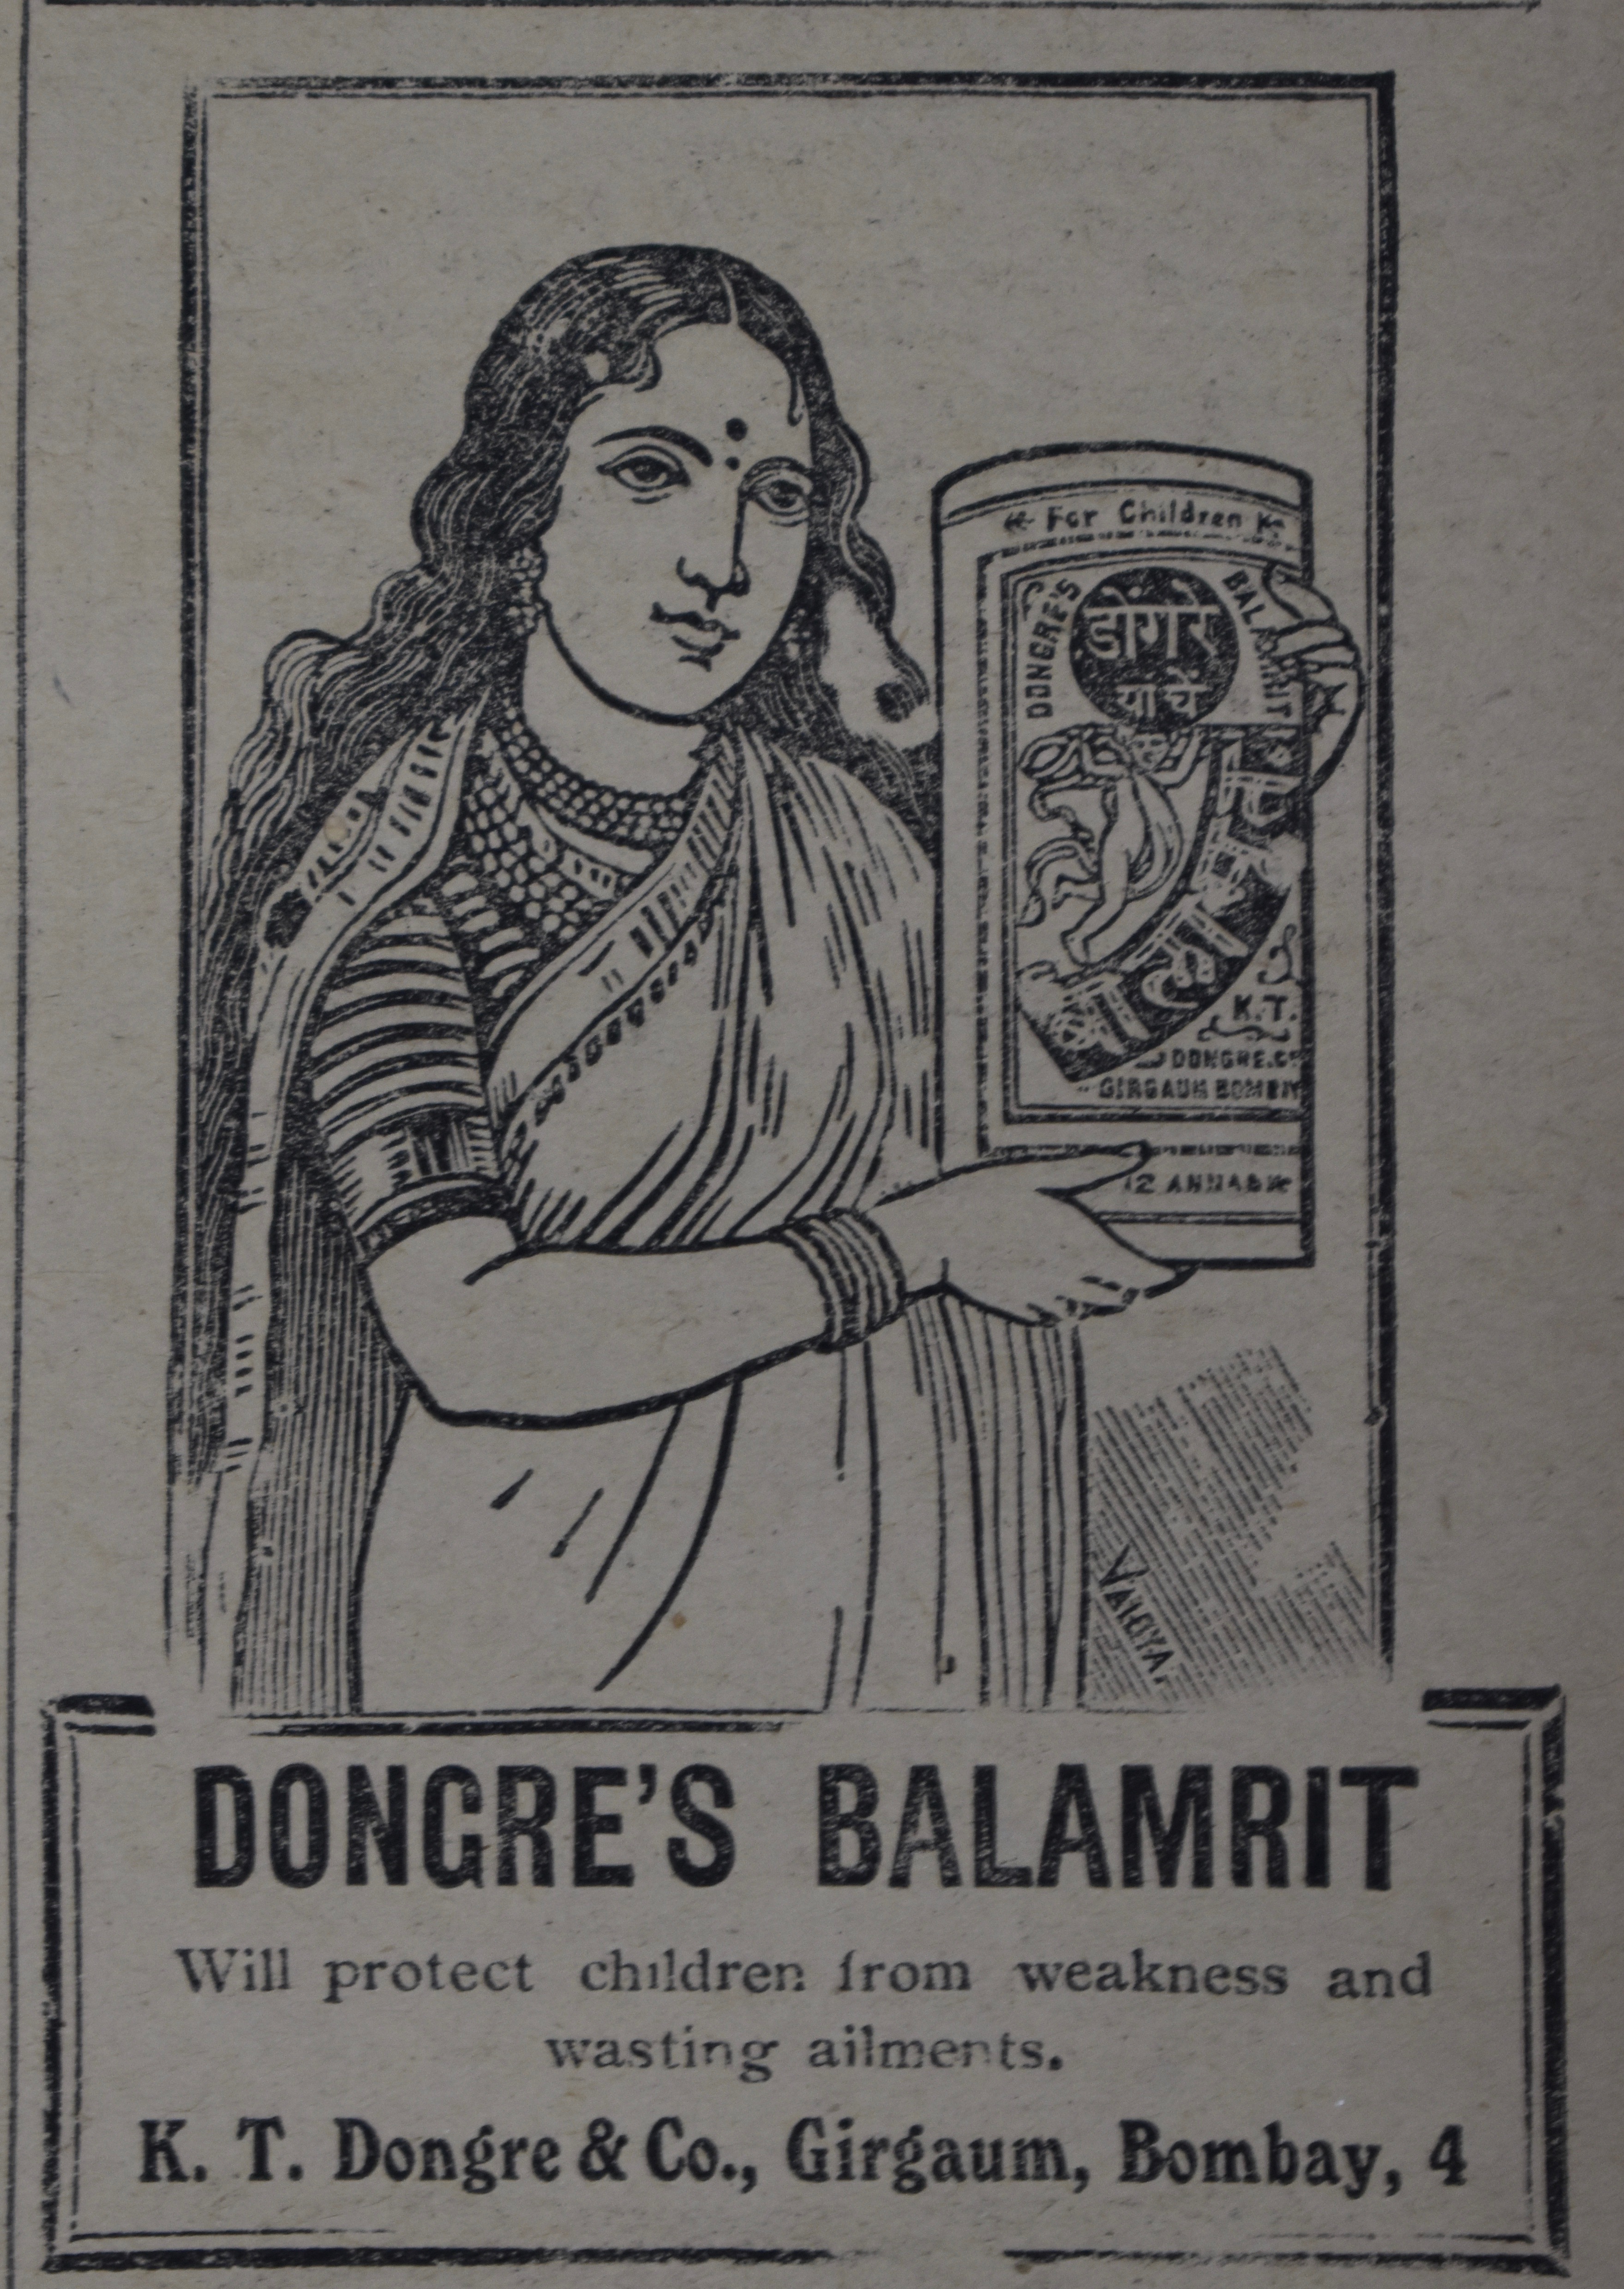 For Children
DONGRE'S BALAMRIT
डोंगरे
यांचें
बालामृत
K.T.
DONGRE.Co
GIRGAUM BOMBAY
12 ANNAS
VAIDYA
DONGRE'S BALAMRIT
Will protect children from weakness and
wasting ailments.
K. T. Dongre & Co., Girgaum, Bombay, 4